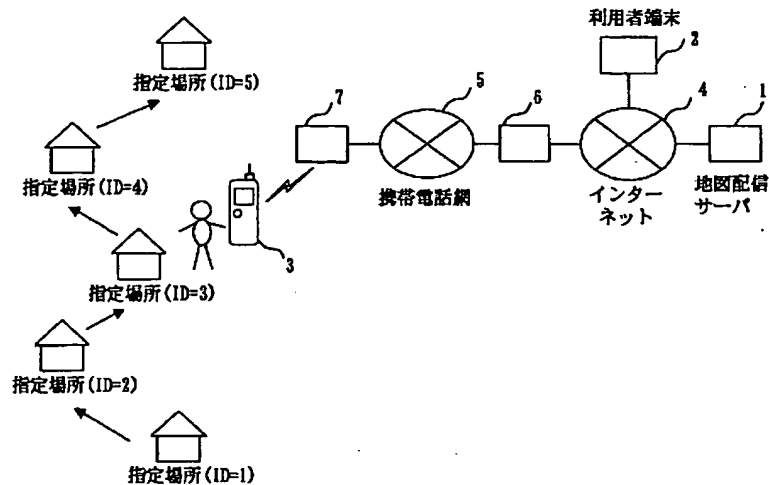 利用者端末
2
指定場所(ID=5)
7
5
6
4
1
指定場所(ID=4)
携帯電話網
インター
ネット
地図配信
サーバ
3
指定場所(ID=3)
指定場所(ID=2)
指定場所(ID=1)